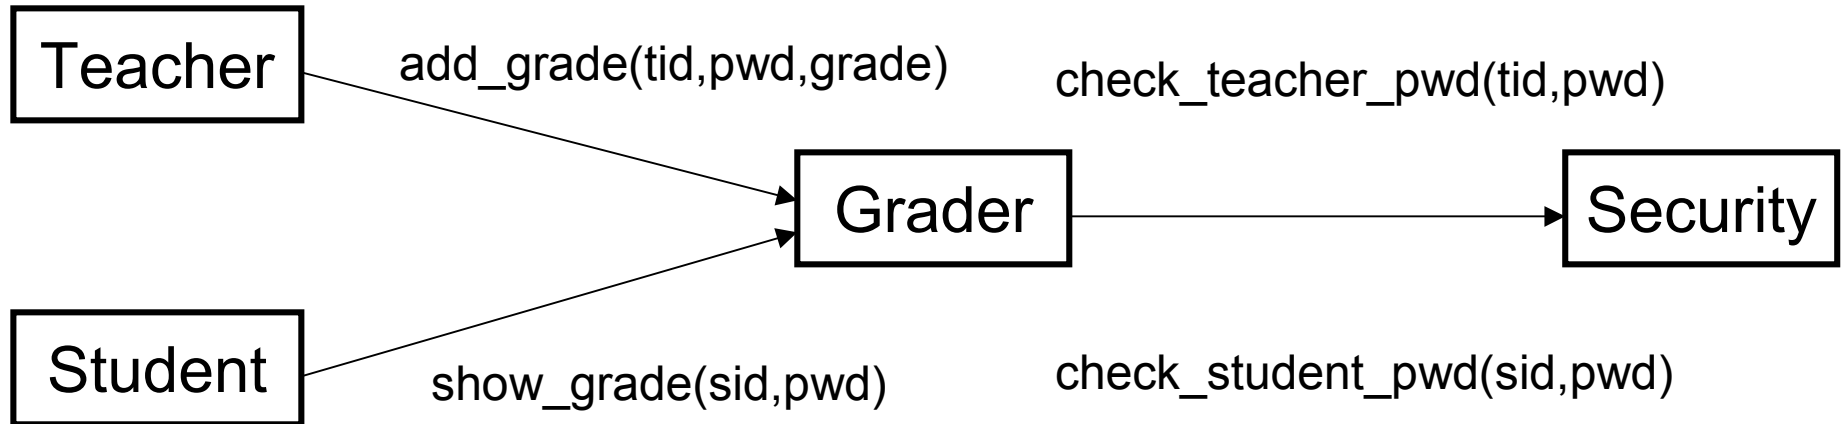 Teacher
add_grade(tid,pwd,grade)
check_teacher_pwd(tid,pwd)
Grader
Security
Student
show_grade(sid,pwd)
check_student_pwd(sid,pwd)